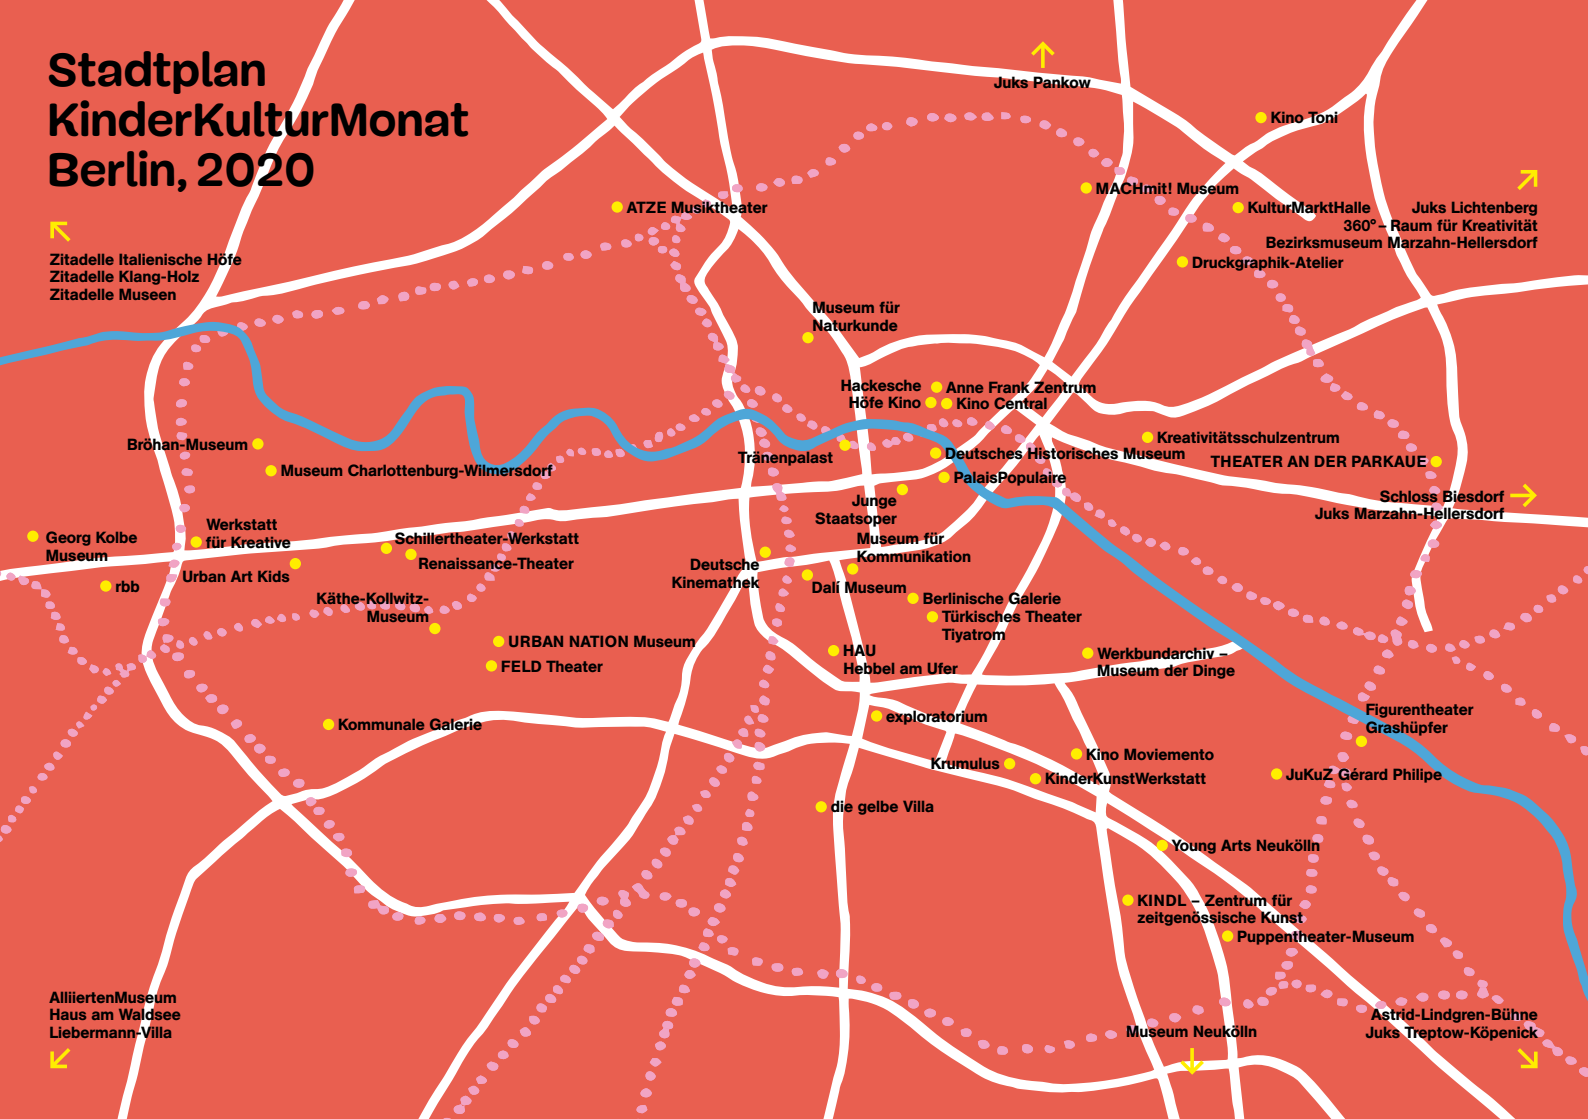 Stadtplan
KinderKulturMonat
Berlin, 2020
Zitadelle Italienische Höfe
Zitadelle Klang-Holz
Zitadelle Museen
Juks Pankow
Kino Toni
MACHmit! Museum
ATZE Musiktheater
KulturMarktHalle
Juks Lichtenberg
360° – Raum für Kreativität
Bezirksmuseum Marzahn-Hellersdorf
Druckgraphik-Atelier
Museum für
Naturkunde
Hackesche
Höfe Kino
Anne Frank Zentrum
Kino Central
Bröhan-Museum
Museum Charlottenburg-Wilmersdorf
Tränenpalast
Deutsches Historisches Museum
PalaisPopulaire
Kreativitätsschulzentrum
THEATER AN DER PARKAUE
Schloss Biesdorf
Juks Marzahn-Hellersdorf
Junge
Staatsoper
Georg Kolbe
Museum
Werkstatt
für Kreative
Schillertheater-Werkstatt
Renaissance-Theater
Urban Art Kids
rbb
Deutsche
Kinemathek
Museum für
Kommunikation
Dalí Museum
Käthe-Kollwitz-
Museum
Berlinische Galerie
Türkisches Theater
Tiyatrom
URBAN NATION Museum
FELD Theater
HAU
Hebbel am Ufer
Werkbundarchiv –
Museum der Dinge
Kommunale Galerie
exploratorium
Figurentheater
Grashüpfer
Krumulus
Kino Moviemento
KinderKunstWerkstatt
JuKuZ Gérard Philipe
die gelbe Villa
Young Arts Neukölln
KINDL – Zentrum für
zeitgenössische Kunst
Puppentheater-Museum
AlliiertenMuseum
Haus am Waldsee
Liebermann-Villa
Museum Neukölln
Astrid-Lindgren-Bühne
Juks Treptow-Köpenick